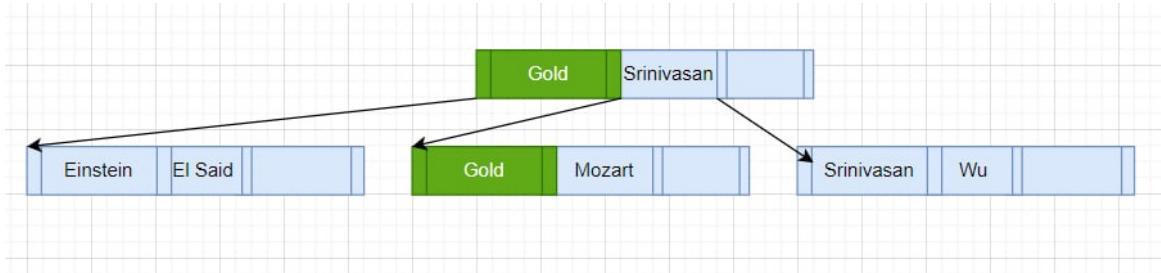 Gold Srinivasan
Einstein El Said Gold Mozart Srinivasan Wu